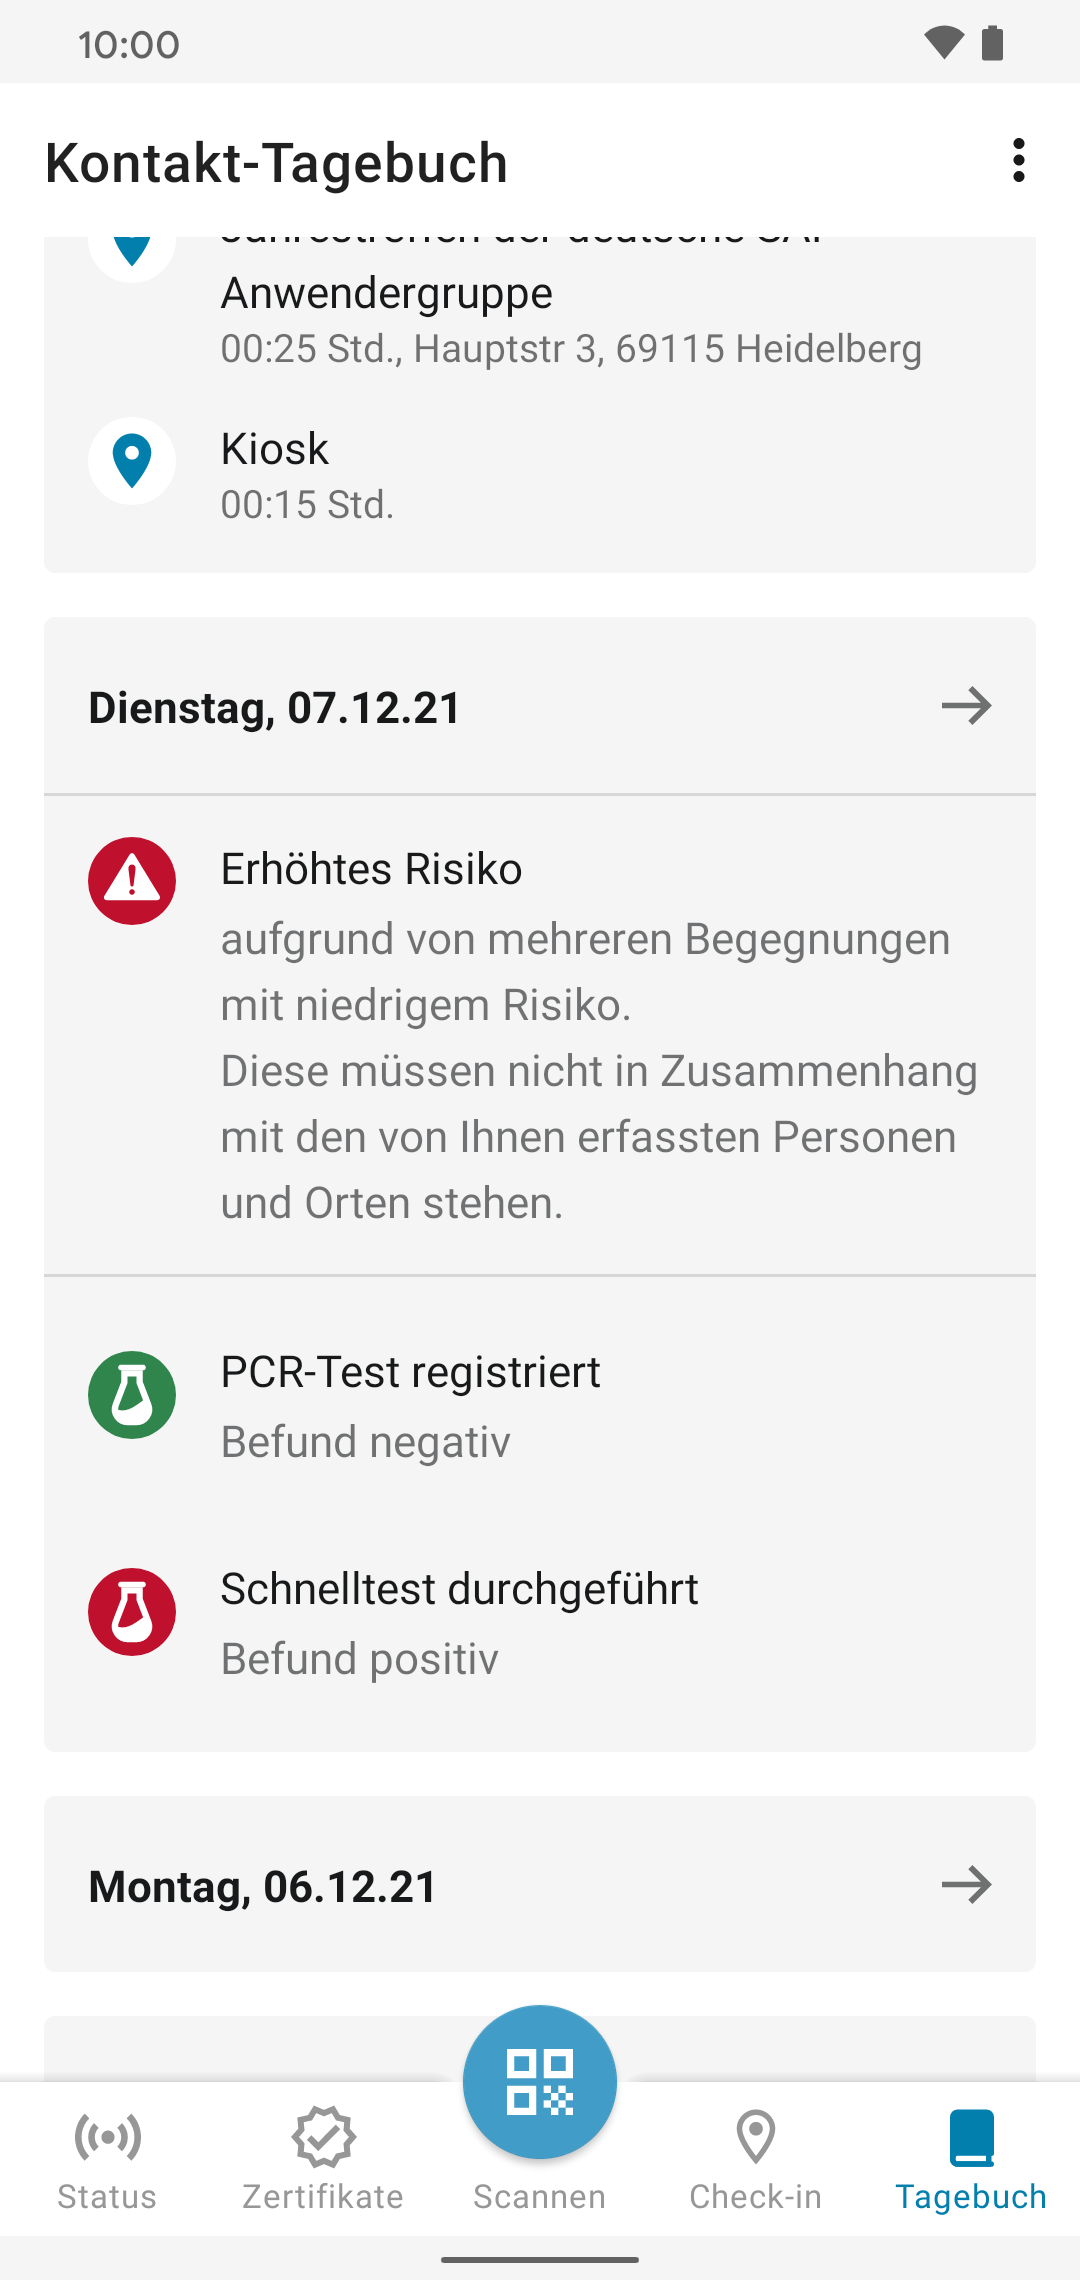 10:00
Kontakt-Tagebuch
Anwendergruppe
00:25 Std., Hauptstr 3, 69115 Heidelberg
Kiosk
00:15 Std.
Dienstag, 07.12.21
Erhöhtes Risiko
aufgrund von mehreren Begegnungen
mit niedrigem Risiko.
Diese müssen nicht in Zusammenhang
mit den von Ihnen erfassten Personen
und Orten stehen.
PCR-Test registriert
Befund negativ
Schnelltest durchgeführt
Befund positiv
Montag, 06.12.21
Status
Zertifikate
Scannen
Check-in
Tagebuch